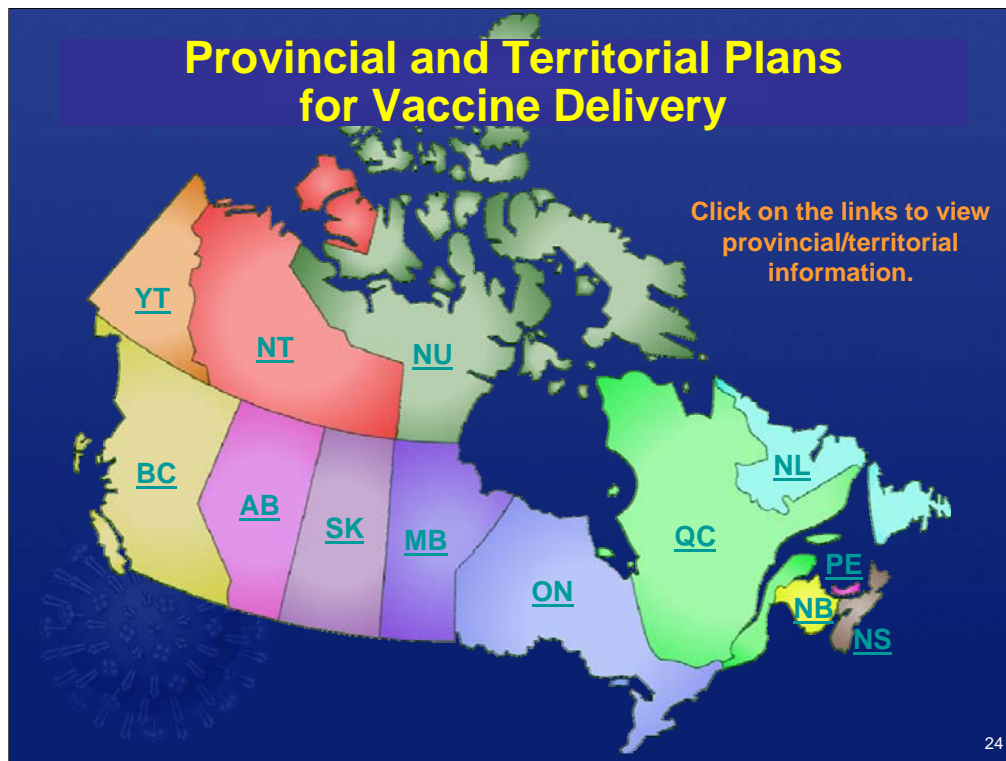 Provincial and Territorial Plans
for Vaccine Delivery
Click on the links to view
provincial/territorial
information.
YT
NT
NU
BC
AB
SK
MB
ON
QC
NL
PE
NB
NS
24